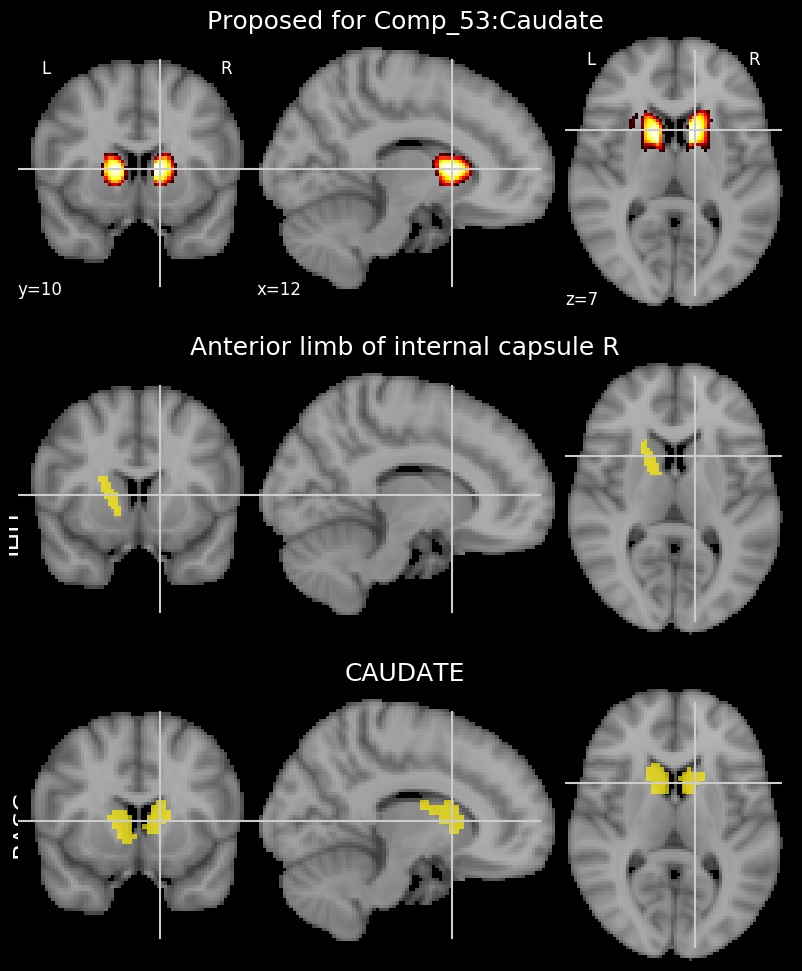 Proposed for Comp_53:Caudate
L R L R
y=10 x=12 z=7
Anterior limb of internal capsule R
CAUDATE